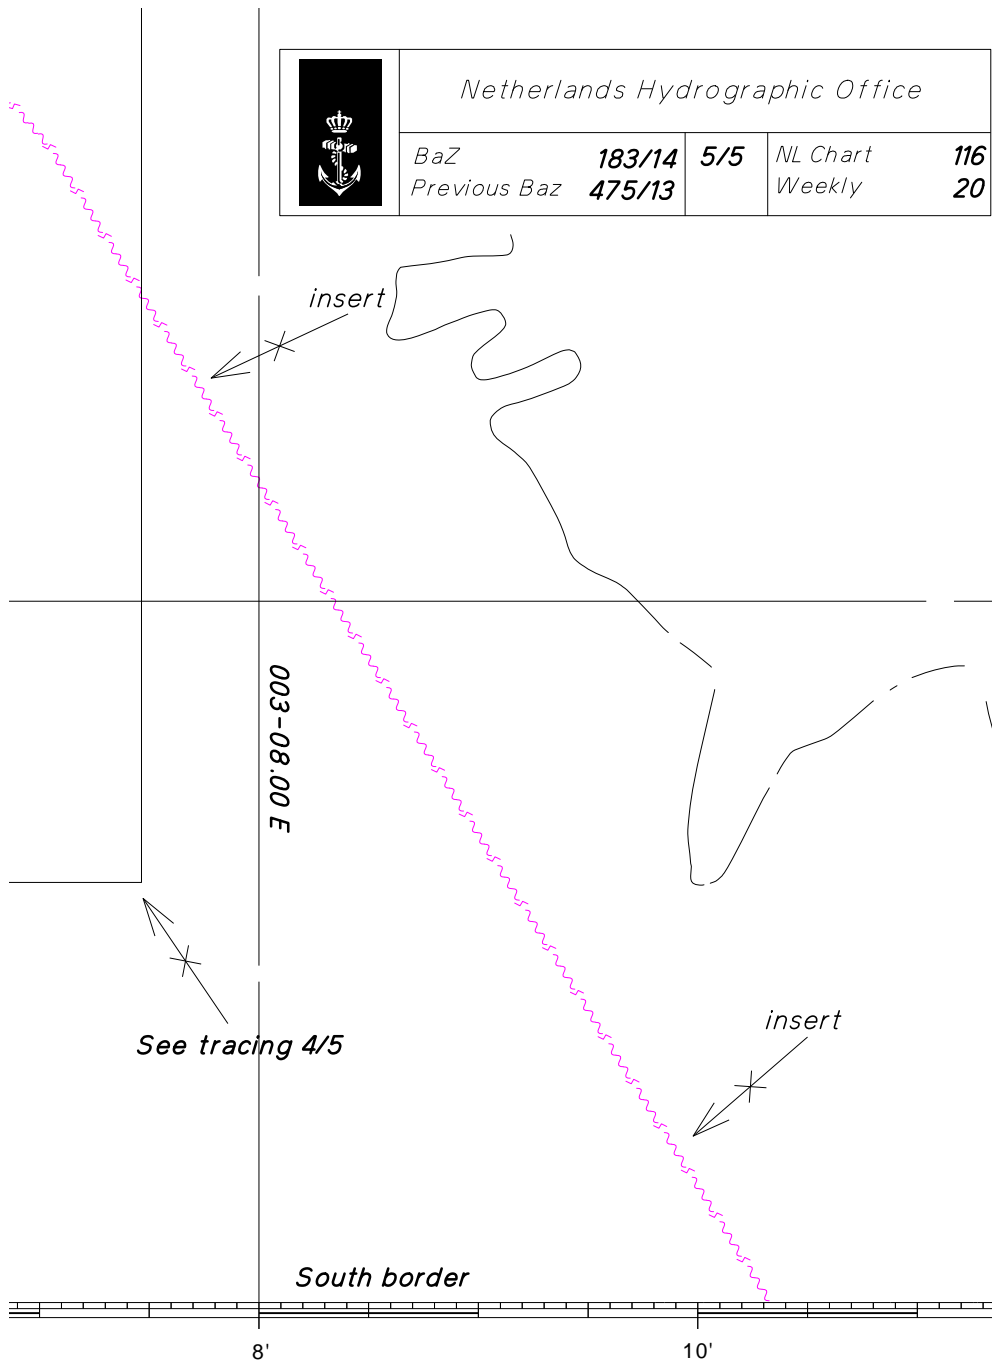 Netherlands Hydrographic Office
BaZ 183/14 5/5 NL Chart 116
Previous Baz 475/13 Weekly 20
insert
003-08.00 E
See tracing 4/5
insert
South border
8' 10'